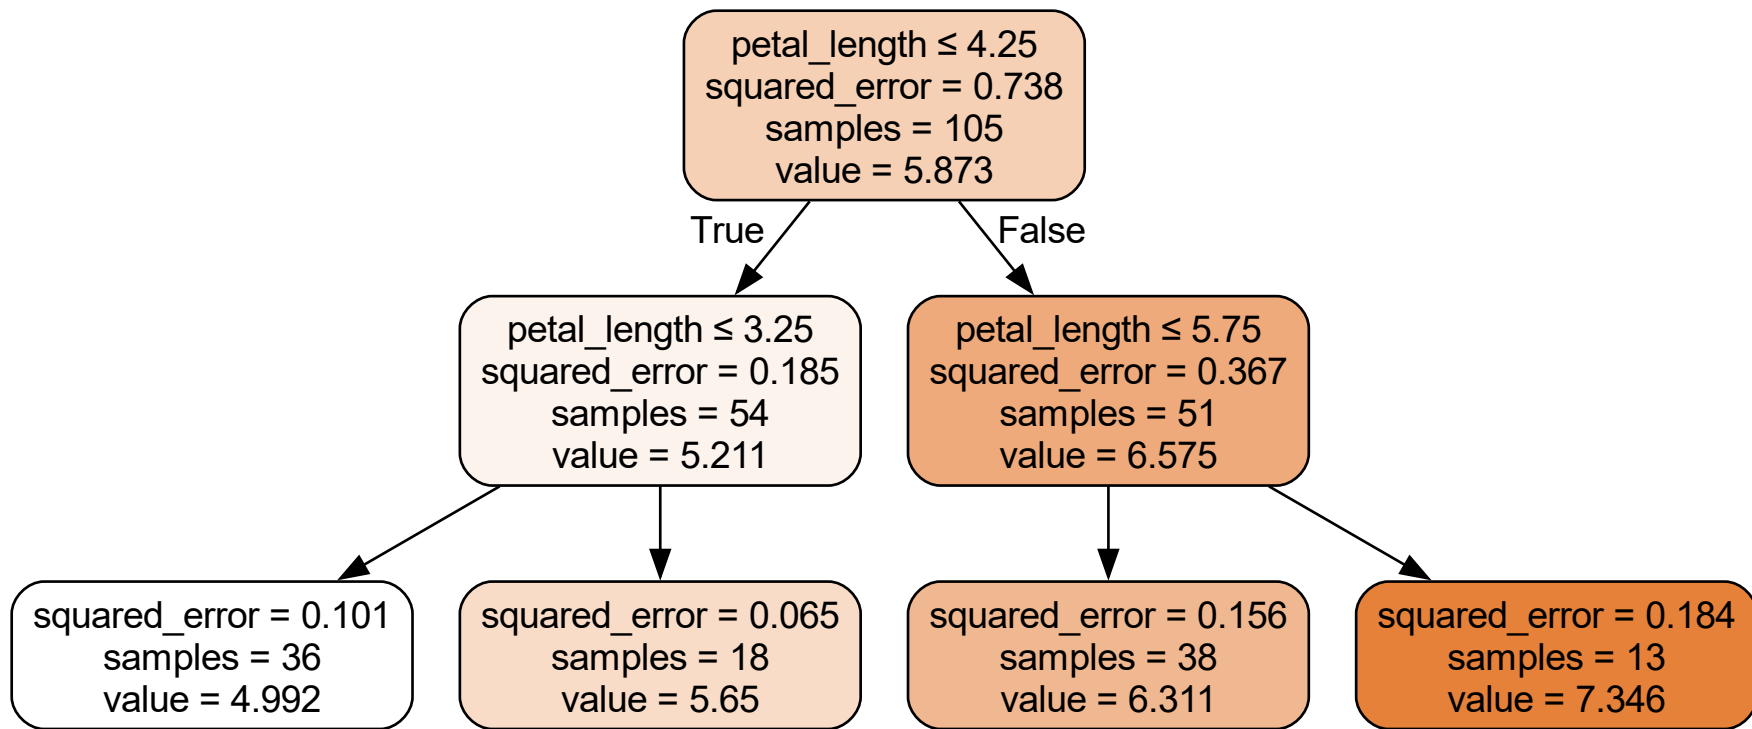 petal_length ≤ 4.25
squared_error = 0.738
samples = 105
value = 5.873
True
False
petal_length ≤ 3.25
squared_error = 0.185
samples = 54
value = 5.211
petal_length ≤ 5.75
squared_error = 0.367
samples = 51
value = 6.575
squared_error = 0.101
samples = 36
value = 4.992
squared_error = 0.065
samples = 18
value = 5.65
squared_error = 0.156
samples = 38
value = 6.311
squared_error = 0.184
samples = 13
value = 7.346